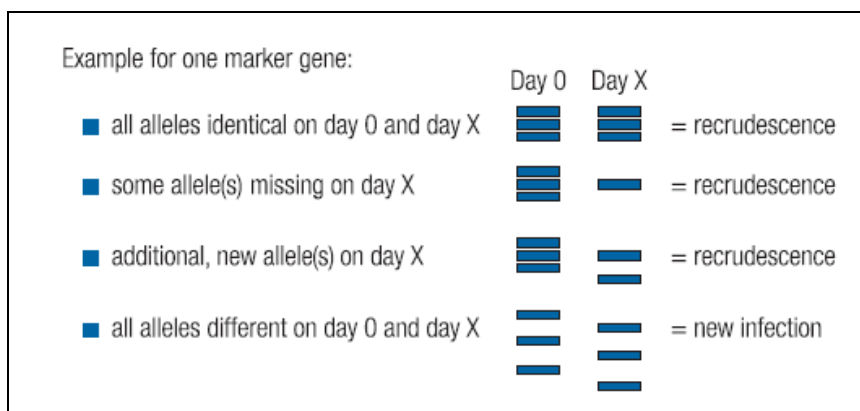 Example for one marker gene:
Day 0 Day X
all alleles identical on day 0 and day X = recrudescence
some allele(s) missing on day X = recrudescence
additional, new allele(s) on day X = recrudescence
all alleles different on day 0 and day X = new infection